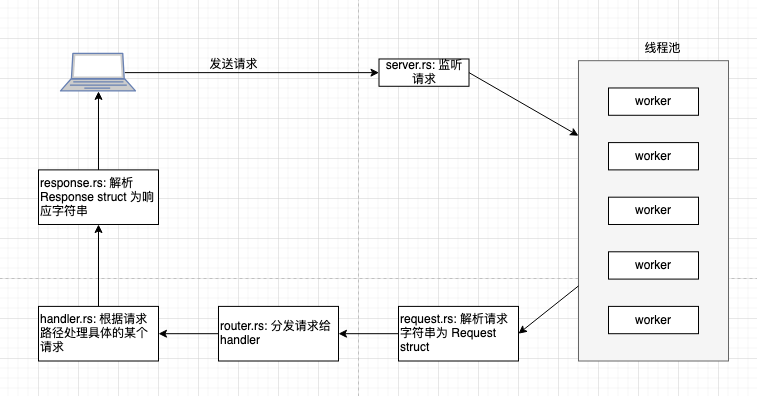 线程池
发送请求
server.rs: 监听
请求
worker
worker
worker
worker
worker
response.rs: 解析
Response struct 为响
应字符串
handler.rs: 根据请求
路径处理具体的某个
请求
router.rs: 分发请求给
handler
request.rs: 解析请求
字符串为 Request
struct